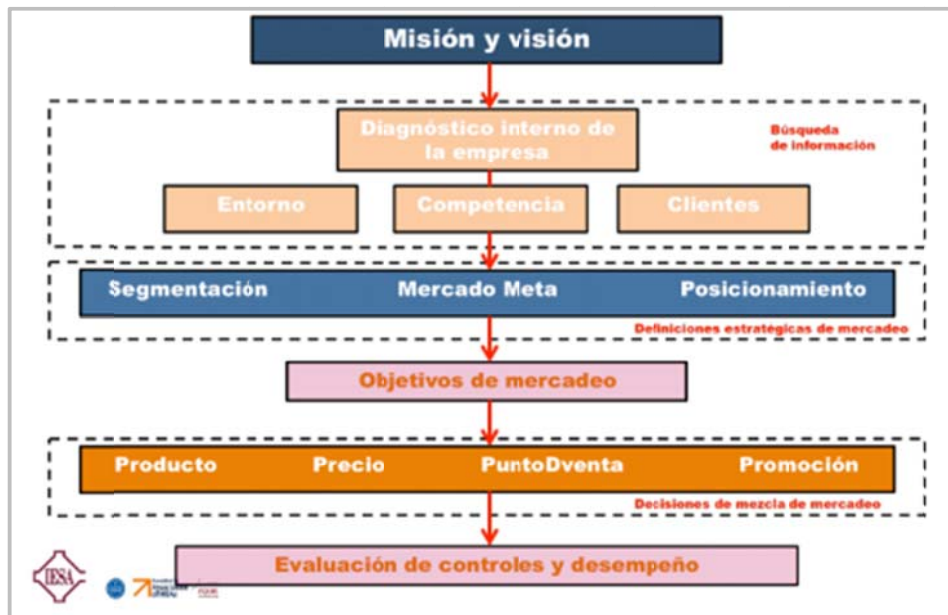 Misión y visión
Diagnóstico interno de
la empresa
Búsqueda
de información
Entorno Competencia Clientes
Segmentación Mercado Meta Posicionamiento
Definiciones estratégicas de mercadeo
Objetivos de mercadeo
Producto Precio PuntoDventa Promoción
Decisiones de mezcla de mercadeo
Evaluación de controles y desempeño
IESA